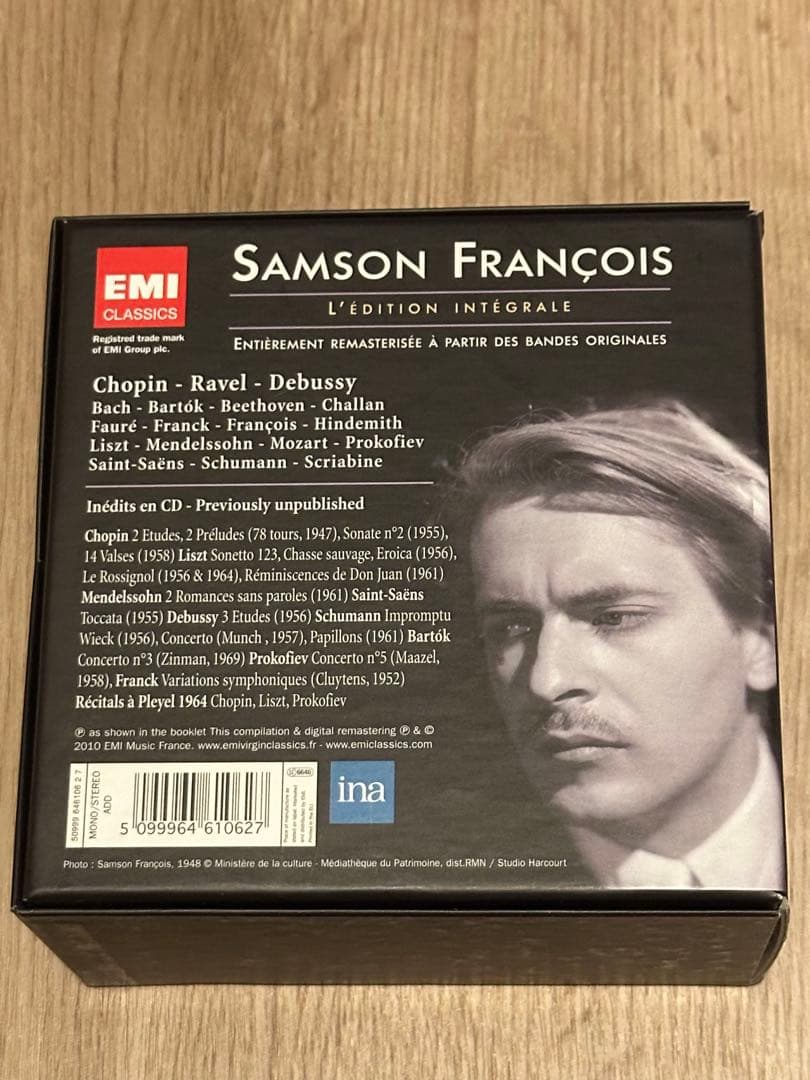 EMI
CLASSICS
Registred trade mark
of EMI Group plc.
SAMSON FRANÇOIS
L'ÉDITION INTÉGRALE
ENTIÈREMENT REMASTERISÉE À PARTIR DES BANDES ORIGINALES
Chopin - Ravel - Debussy
Bach - Bartók - Beethoven - Challan
Fauré - Franck - François - Hindemith
Liszt - Mendelssohn - Mozart - Prokofiev
Saint-Saëns - Schumann - Scriabine
Inédits en CD - Previously unpublished
Chopin 2 Etudes, 2 Préludes (78 tours, 1947), Sonate n°2 (1955),
14 Valses (1958) Liszt Sonetto 123, Chasse sauvage, Eroica (1956),
Le Rossignol (1956 & 1964), Réminiscences de Don Juan (1961)
Mendelssohn 2 Romances sans paroles (1961) Saint-Saëns
Toccata (1955) Debussy 3 Etudes (1956) Schumann Impromptu
Wieck (1956), Concerto (Munch , 1957), Papillons (1961) Bartók
Concerto n°3 (Zinman, 1969) Prokofiev Concerto n°5 (Maazel,
1958), Franck Variations symphoniques (Cluytens, 1952)
Récitals à Pleyel 1964 Chopin, Liszt, Prokofiev
℗ as shown in the booklet This compilation & digital remastering ℗ & ©
2010 EMI Music France. www.emivirginclassics.fr - www.emiclassics.com
50999 646106 2 7
MONO/STEREO
ADD
5 099964 610627
6646
ina
Photo : Samson François, 1948 © Ministère de la culture - Médiathèque du Patrimoine, dist.RMN / Studio Harcourt